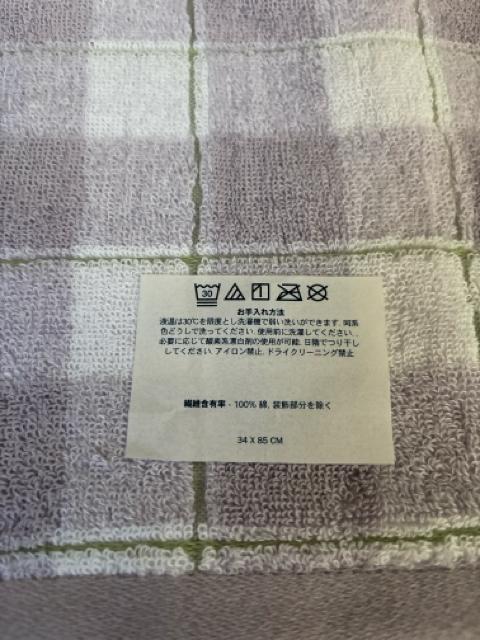 30
お手入れ方法
液温は30℃を限度とし洗濯機で弱い洗いができます. 同系
色どうしで洗ってください. 使用前に洗濯してください. .
必要に応じて酸素系漂白剤の使用が可能. 日陰でつり干し
してください. アイロン禁止. ドライクリーニング禁止
繊維含有率 - 100% 綿, 装飾部分を除く
34 X 85 CM